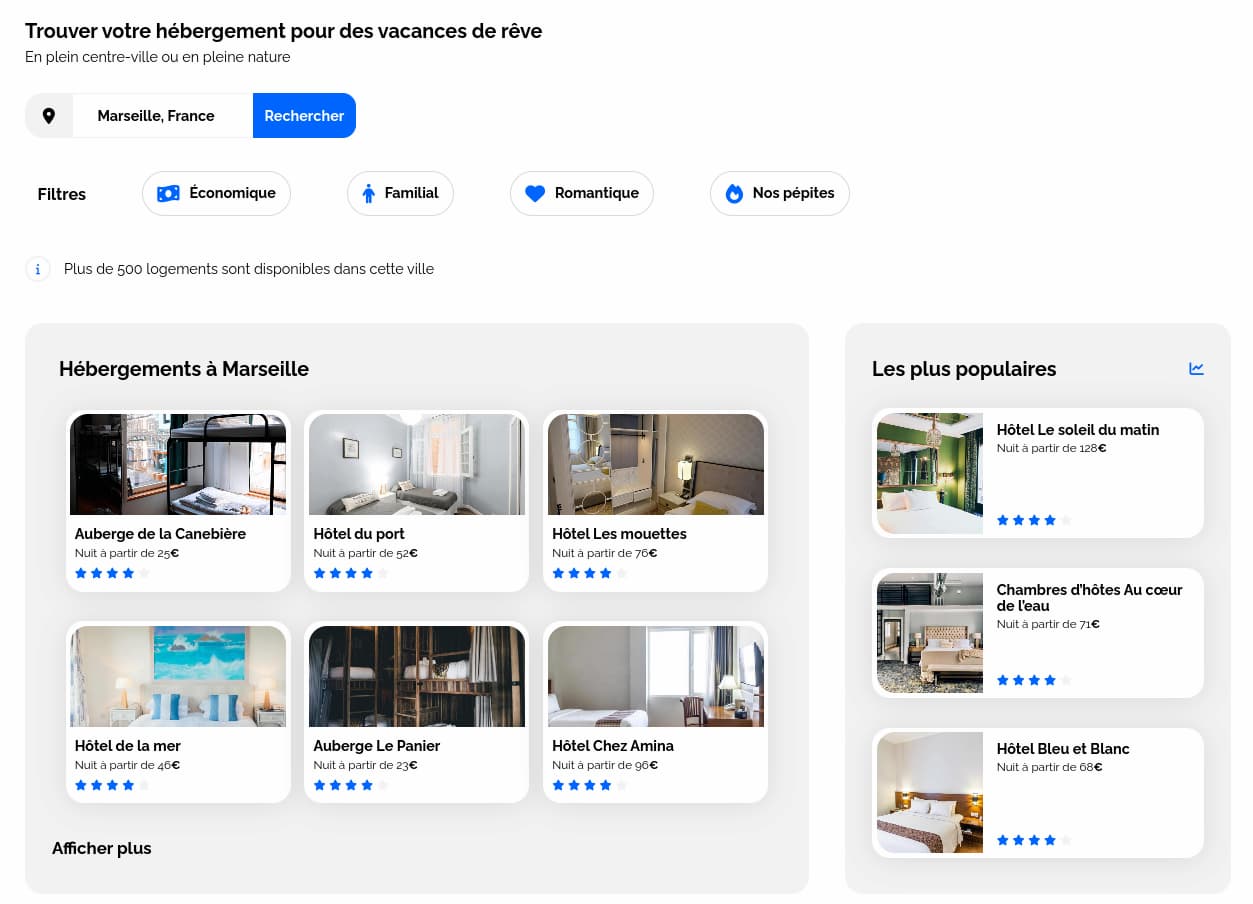 Trouver votre hébergement pour des vacances de rêve
En plein centre-ville ou en pleine nature
Marseille, France
Rechercher
Filtres
Économique
Familial
Romantique
Nos pépites
Plus de 500 logements sont disponibles dans cette ville
Hébergements à Marseille
Auberge de la Canebière
Nuit à partir de 25€
Hôtel du port
Nuit à partir de 52€
Hôtel Les mouettes
Nuit à partir de 76€
Hôtel de la mer
Nuit à partir de 46€
Auberge Le Panier
Nuit à partir de 23€
Hôtel Chez Amina
Nuit à partir de 96€
Afficher plus
Les plus populaires
Hôtel Le soleil du matin
Nuit à partir de 128€
Chambres d'hôtes Au cœur
de l'eau
Nuit à partir de 71€
Hôtel Bleu et Blanc
Nuit à partir de 68€